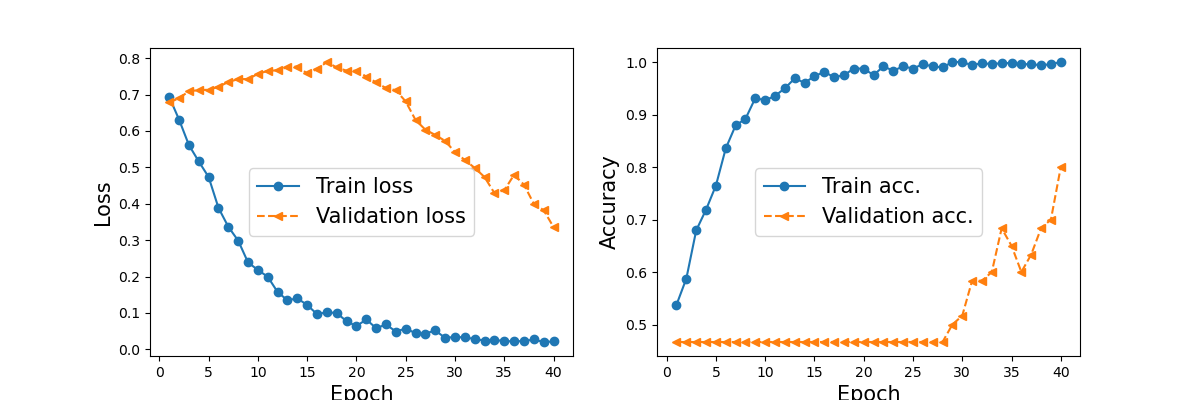 0.8
0.7
0.6
0.5
0.4
0.3
0.2
0.1
0.0
Loss
Train loss
Validation loss
0 5 10 15 20 25 30 35 40
Epoch
1.0
0.9
0.8
0.7
0.6
0.5
Accuracy
Train acc.
Validation acc.
0 5 10 15 20 25 30 35 40
Epoch